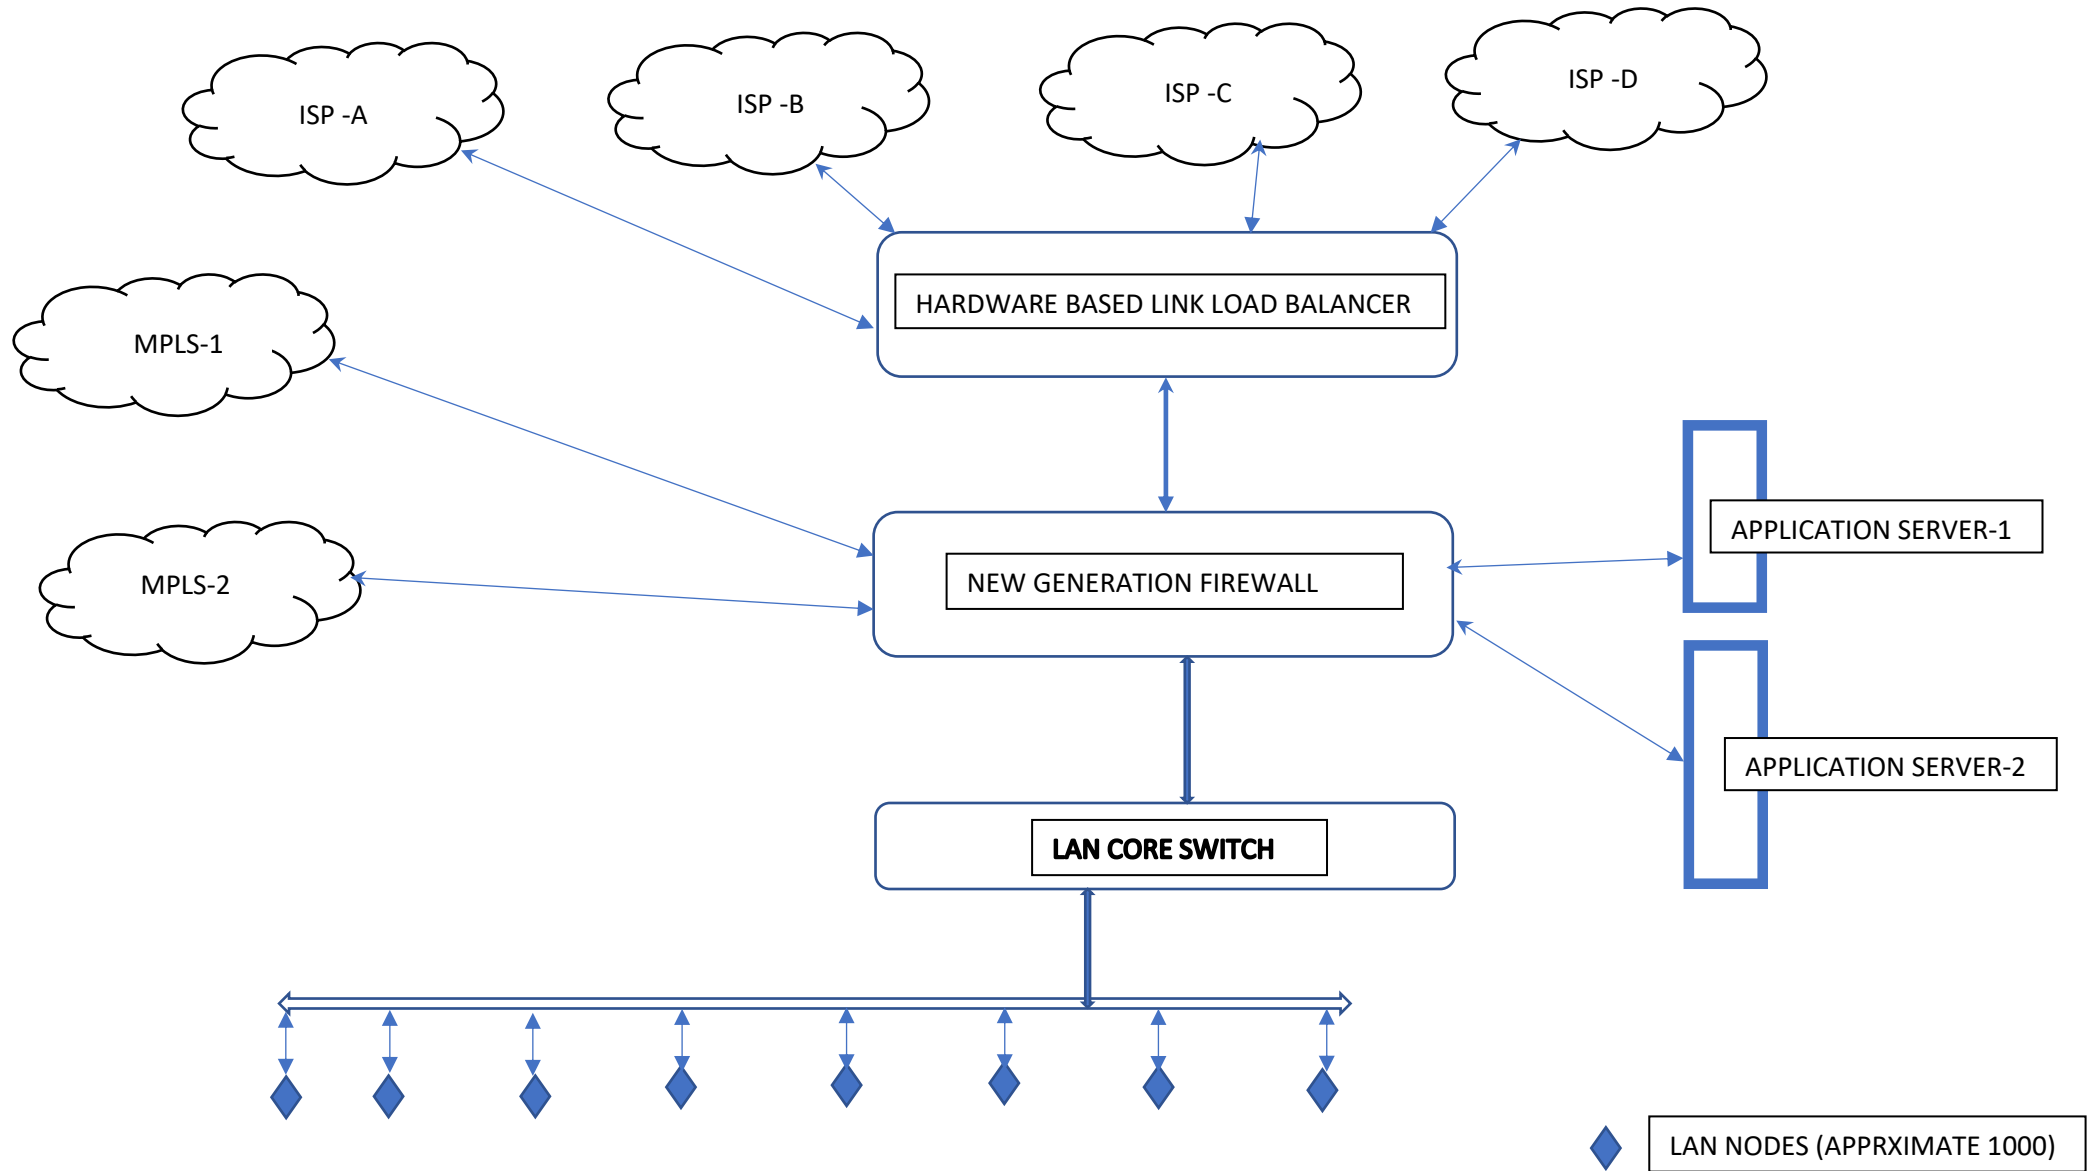 ISP -A
ISP -B
ISP -C
ISP -D
HARDWARE BASED LINK LOAD BALANCER
MPLS-1
MPLS-2
NEW GENERATION FIREWALL
APPLICATION SERVER-1
APPLICATION SERVER-2
LAN CORE SWITCH
LAN NODES (APPRXIMATE 1000)